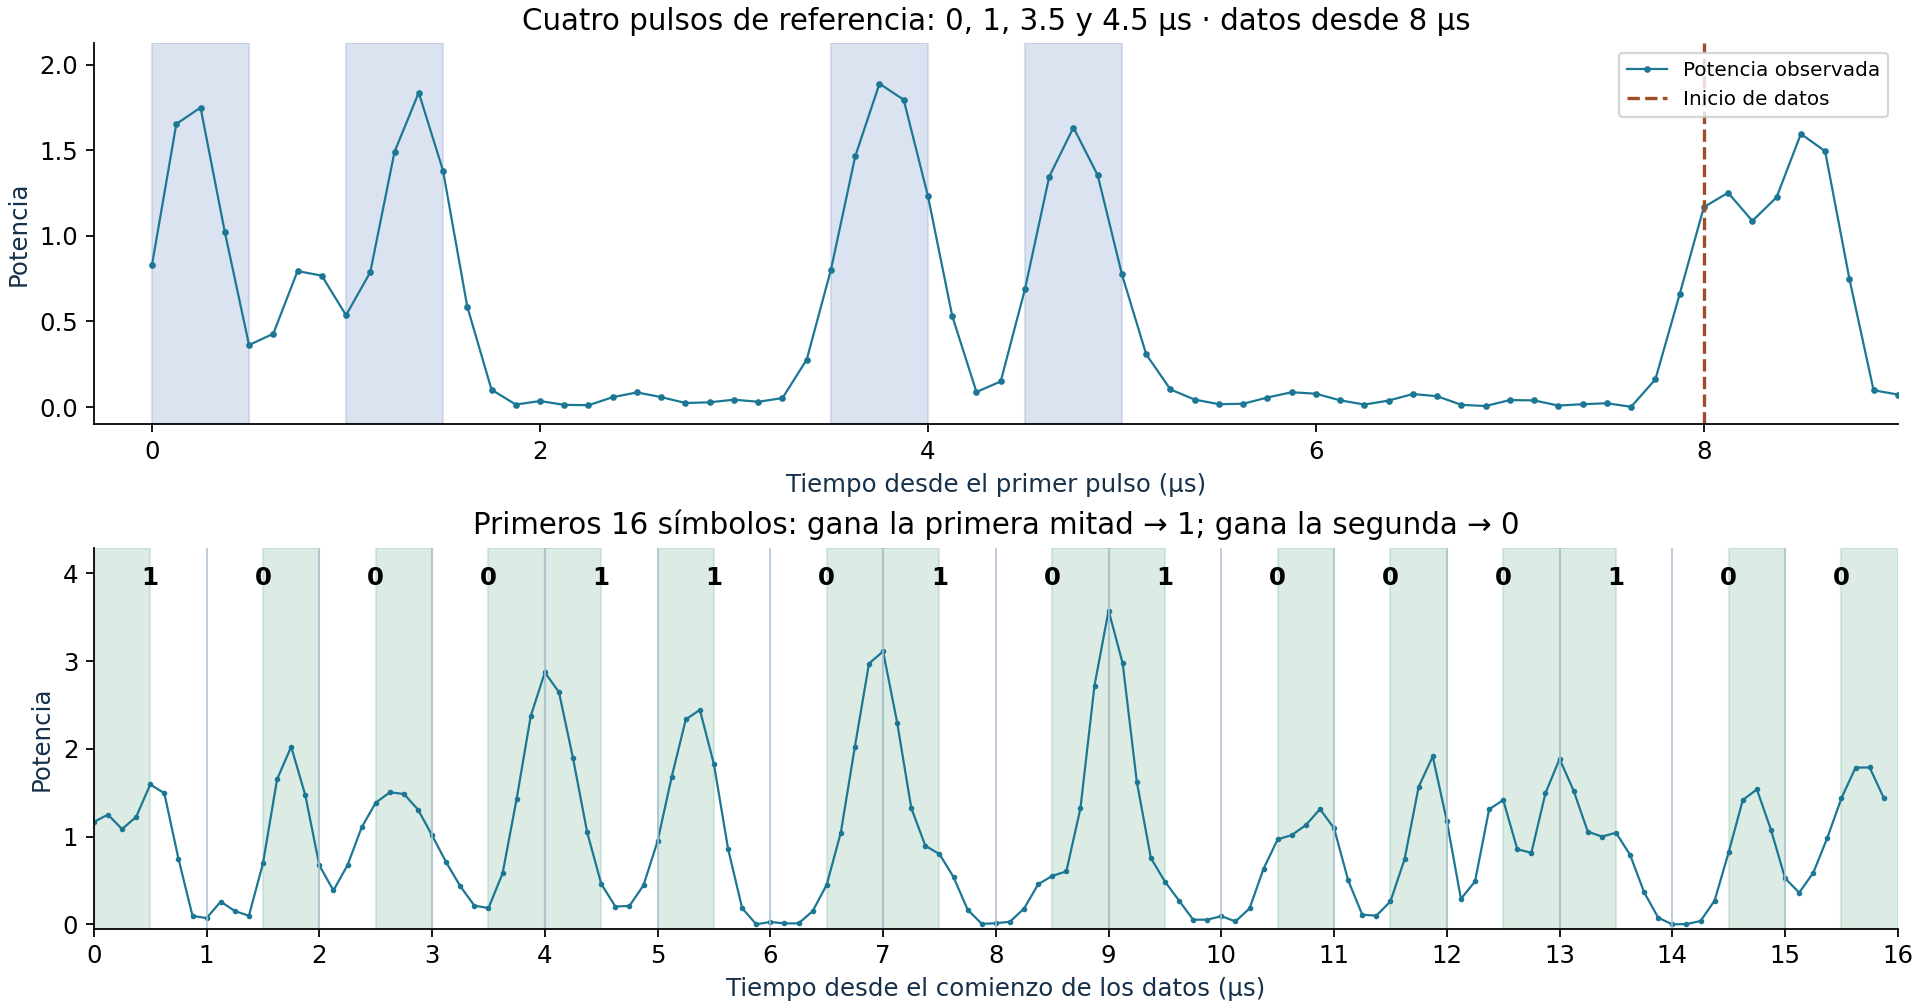 Cuatro pulsos de referencia: 0, 1, 3.5 y 4.5 µs · datos desde 8 µs
Potencia observada
Inicio de datos
Potencia
2.0
1.5
1.0
0.5
0.0
0 2 4 6 8
Tiempo desde el primer pulso (µs)
Primeros 16 símbolos: gana la primera mitad → 1; gana la segunda → 0
1 0 0 0 1 1 0 1 0 1 0 0 0 1 0 0
Potencia
4
3
2
1
0
0 1 2 3 4 5 6 7 8 9 10 11 12 13 14 15 16
Tiempo desde el comienzo de los datos (µs)